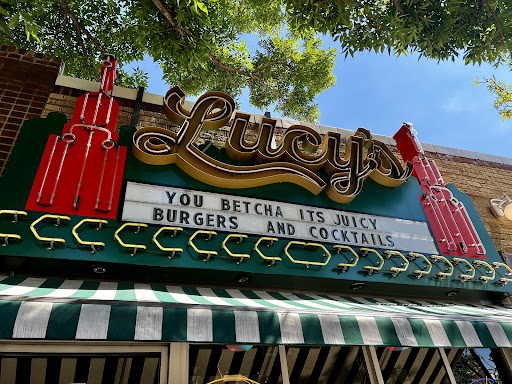 Lucy's
YOU BETCHA ITS JUICY
BURGERS AND COCKTAILS